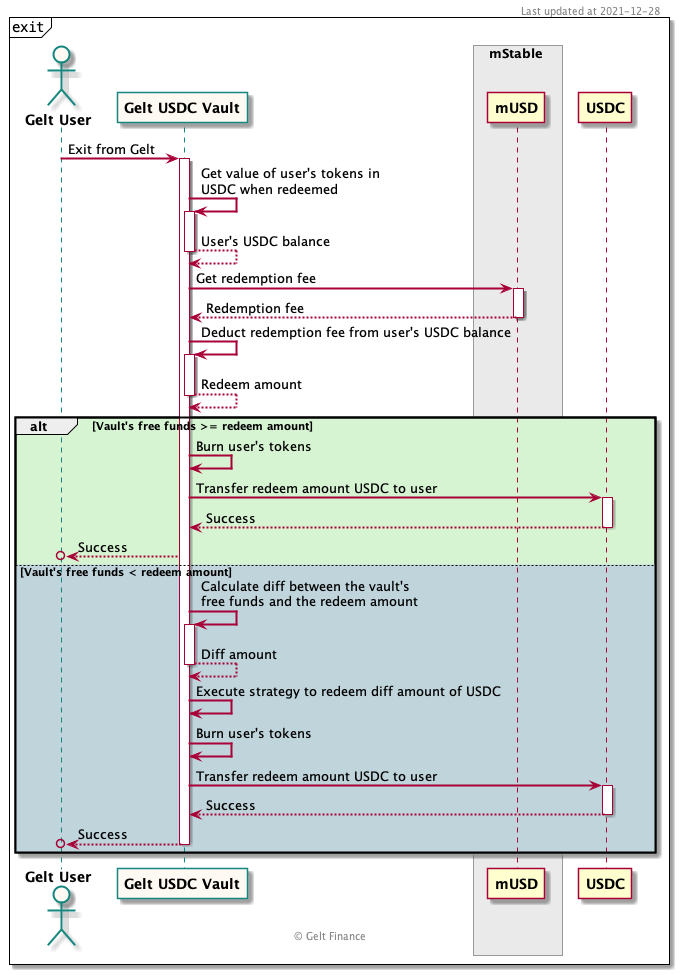 Last updated at 2021-12-28
exit
mStable
Gelt User
Gelt USDC Vault
mUSD
USDC
Exit from Gelt
Get value of user's tokens in
USDC when redeemed
User's USDC balance
Get redemption fee
Redemption fee
Deduct redemption fee from user's USDC balance
Redeem amount
alt
[Vault's free funds >= redeem amount]
Burn user's tokens
Transfer redeem amount USDC to user
Success
Success
[Vault's free funds < redeem amount]
Calculate diff between the vault's
free funds and the redeem amount
Diff amount
Execute strategy to redeem diff amount of USDC
Burn user's tokens
Transfer redeem amount USDC to user
Success
Success
Gelt User
Gelt USDC Vault
mUSD
USDC
© Gelt Finance